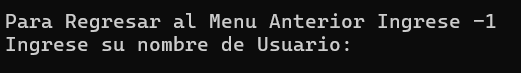 Para Regresar al Menu Anterior Ingrese -1
Ingrese su nombre de Usuario: